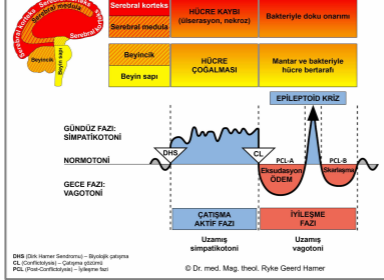 Serebral korteks
Serebral medula
Serebral korteks
Serebral medula
HÜCRE KAYBI
(ülserasyon, nekroz)
Bakteriyle doku onarımı
Beyincik
Beyin sapı
Beyincik
Beyin sapı
HÜCRE
ÇOĞALMASI
Mantar ve bakteriyle
hücre bertarafı
EPİLEPTOİD KRİZ
GÜNDÜZ FAZI:
SİMPATİKOTONİ
NORMOTONİ
GECE FAZI:
VAGOTONİ
DHS
CL
PCL-A
Eksudasyon
ÖDEM
PCL-B
Skarlaşma
ÇATIŞMA
AKTİF FAZI
İYİLEŞME
FAZI
Uzamış
simpatikotoni
Uzamış
vagotoni
DHS (Dirk Hamer Sendromu) – Biyolojik çatışma
CL (Conflictolysis) – Çatışma çözümü
PCL (Post-Conflictolysis) – İyileşme fazı
© Dr. med. Mag. theol. Ryke Geerd Hamer